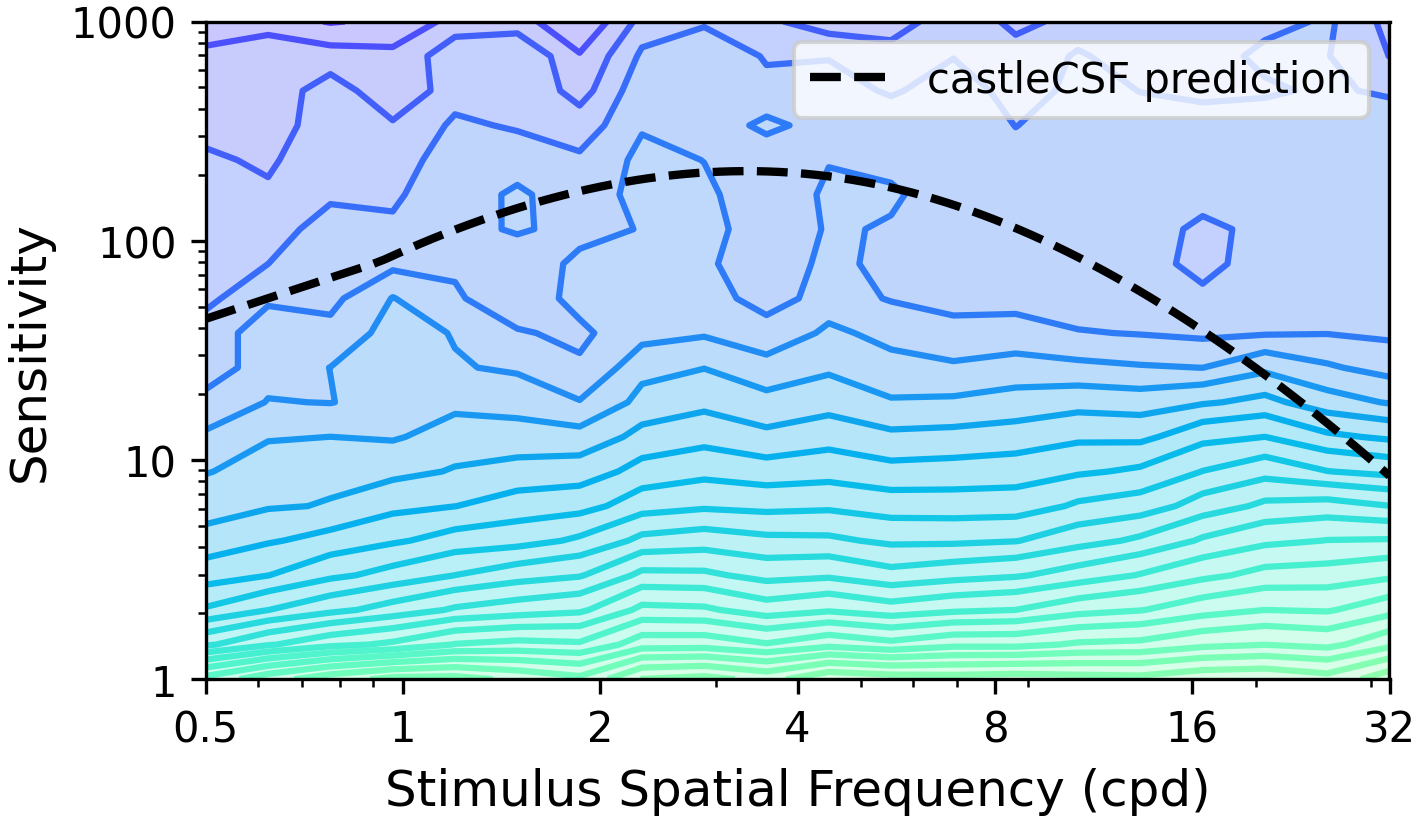 1000
100
10
1
Sensitivity
castleCSF prediction
0.5 1 2 4 8 16 32
Stimulus Spatial Frequency (cpd)